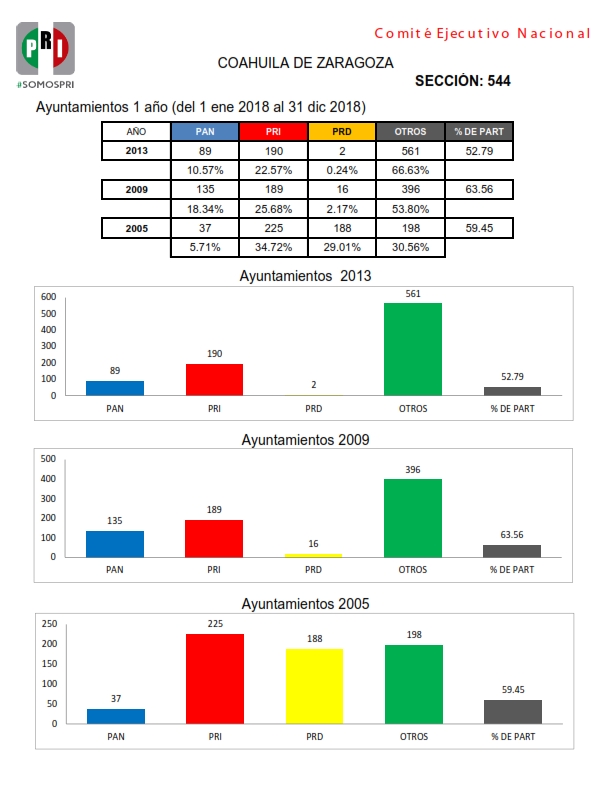 Comité Ejecutivo Nacional
PRI
#SOMOSPRI
COAHUILA DE ZARAGOZA
SECCIÓN: 544
Ayuntamientos 1 año (del 1 ene 2018 al 31 dic 2018)
AÑO PAN PRI PRD OTROS % DE PART
2013 89 190 2 561 52.79
10.57% 22.57% 0.24% 66.63%
2009 135 189 16 396 63.56
18.34% 25.68% 2.17% 53.80%
2005 37 225 188 198 59.45
5.71% 34.72% 29.01% 30.56%
Ayuntamientos 2013
600
500
400
300
200
100
0
89 190 2 561 52.79
PAN PRI PRD OTROS % DE PART
Ayuntamientos 2009
500
400
300
200
100
0
135 189 16 396 63.56
PAN PRI PRD OTROS % DE PART
Ayuntamientos 2005
250
200
150
100
50
0
37 225 188 198 59.45
PAN PRI PRD OTROS % DE PART